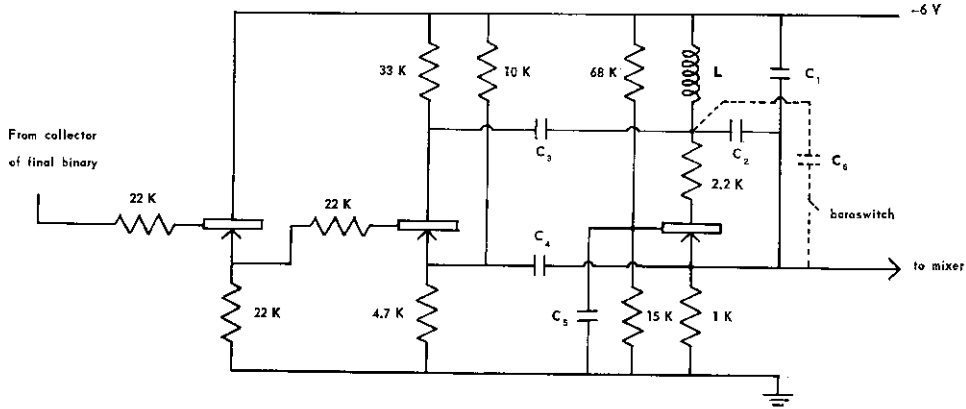 -6 V
33 K
10 K
68 K
L
C1
From collector
of final binary
C3
C2
C6
22 K
22 K
2.2 K
baroswitch
C4
to mixer
22 K
4.7 K
C5
15 K
1 K